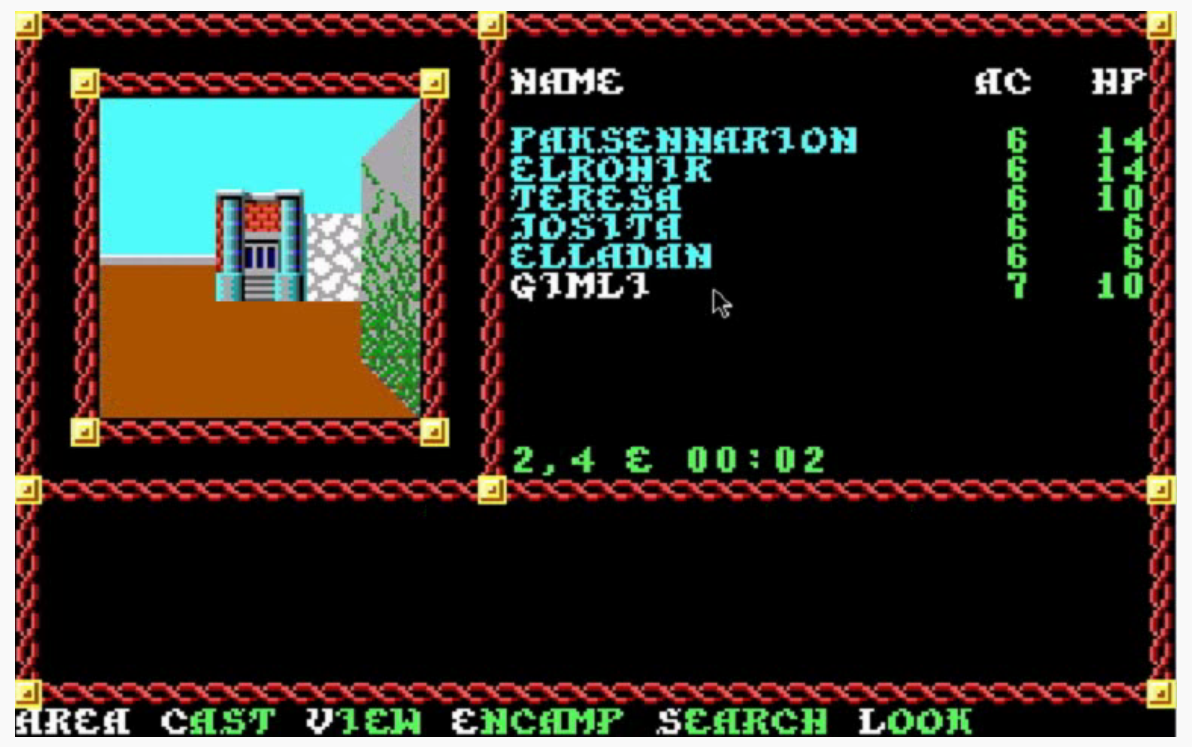 NAME AC HP
PAKSENNARION 6 14
ELROHIR 6 14
TERESA 6 10
JOSITA 6 6
ELLADAN 6 6
GIMLI 7 10
2,4 E 00:02
AREA CAST VIEW ENCAMP SEARCH LOOK